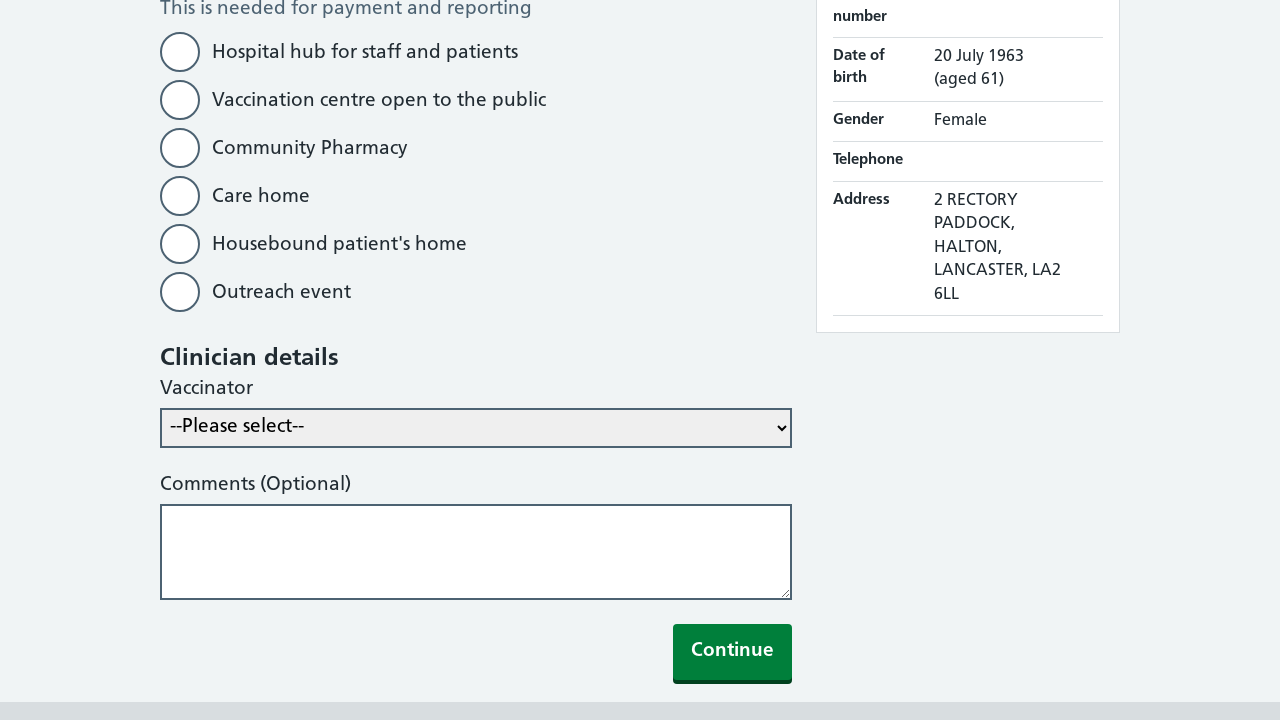 This is needed for payment and reporting
Hospital hub for staff and patients
Vaccination centre open to the public
Community Pharmacy
Care home
Housebound patient's home
Outreach event
Clinician details
Vaccinator
--Please select--
Comments (Optional)
Continue
number
Date of birth
20 July 1963
(aged 61)
Gender
Female
Telephone
Address
2 RECTORY
PADDOCK,
HALTON,
LANCASTER, LA2
6LL